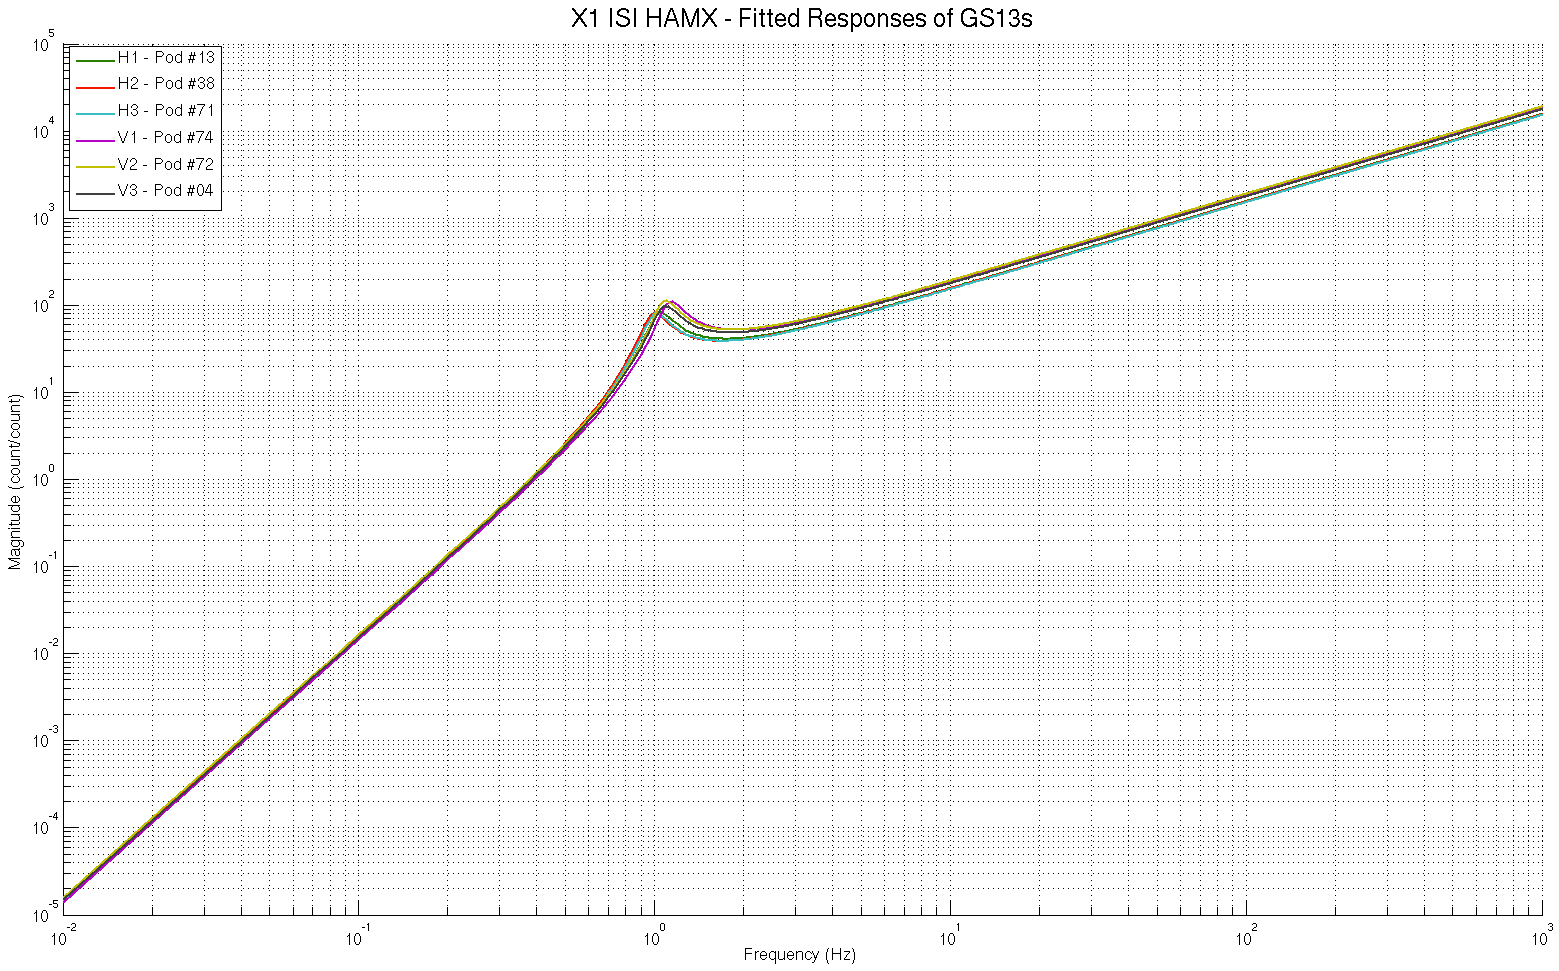 X1 ISI HAMX - Fitted Responses of GS13s
H1 - Pod #13
H2 - Pod #38
H3 - Pod #71
V1 - Pod #74
V2 - Pod #72
V3 - Pod #04
Magnitude (count/count)
10^5
10^4
10^3
10^2
10^1
10^0
10^-1
10^-2
10^-3
10^-4
10^-5
10^-2 10^-1 10^0 10^1 10^2 10^3
Frequency (Hz)